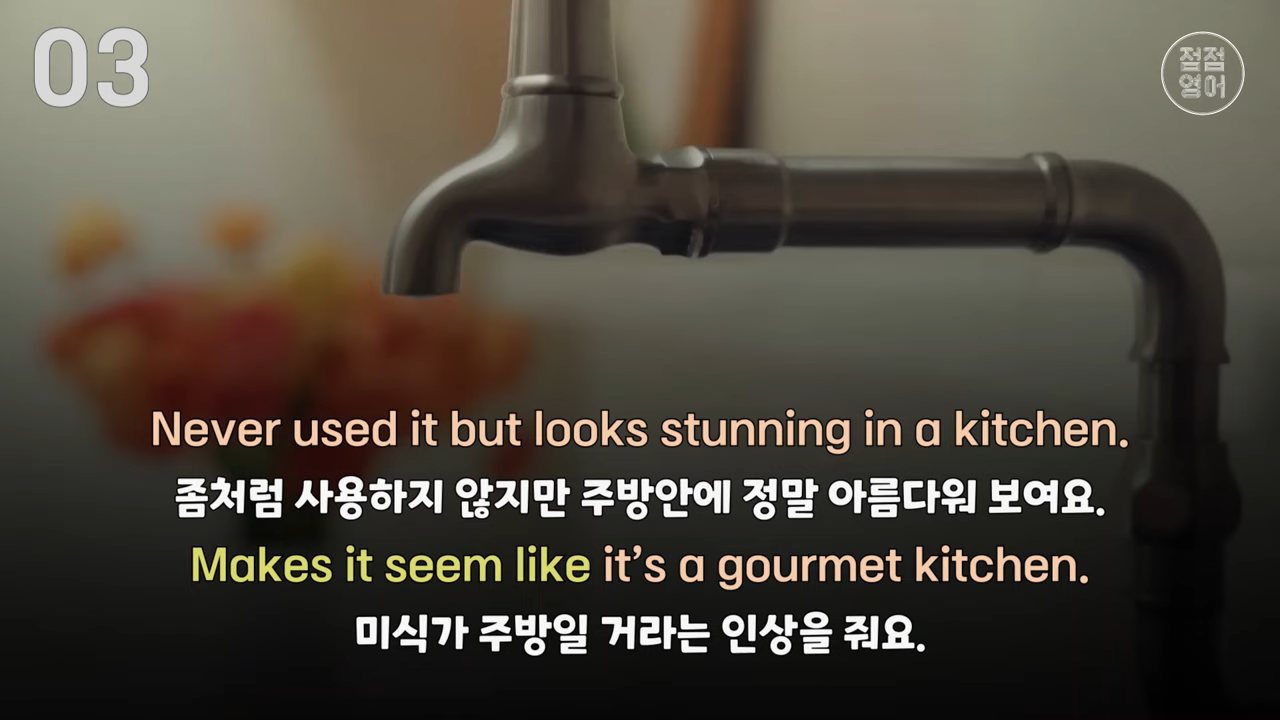 03
점점
영어
Never used it but looks stunning in a kitchen.
좀처럼 사용하지 않지만 주방안에 정말 아름다워 보여요.
Makes it seem like it's a gourmet kitchen.
미식가 주방일 거라는 인상을 줘요.